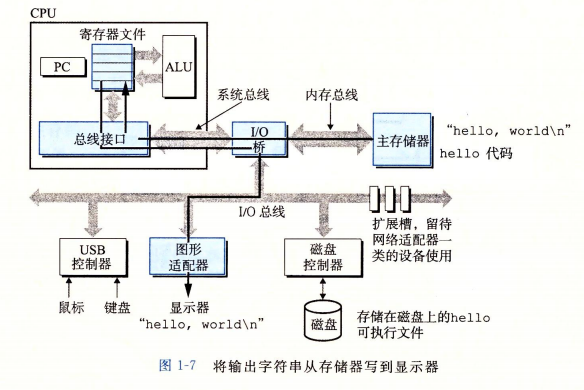 CPU
寄存器文件
PC
ALU
系统总线
内存总线
总线接口
I/O
桥
主存储器
“hello, world\n”
hello 代码
I/O 总线
扩展槽，留待
网络适配器一
类的设备使用
USB
控制器
图形
适配器
磁盘
控制器
鼠标
键盘
显示器
“hello, world\n”
磁盘
存储在磁盘上的hello
可执行文件
图 1-7 将输出字符串从存储器写到显示器